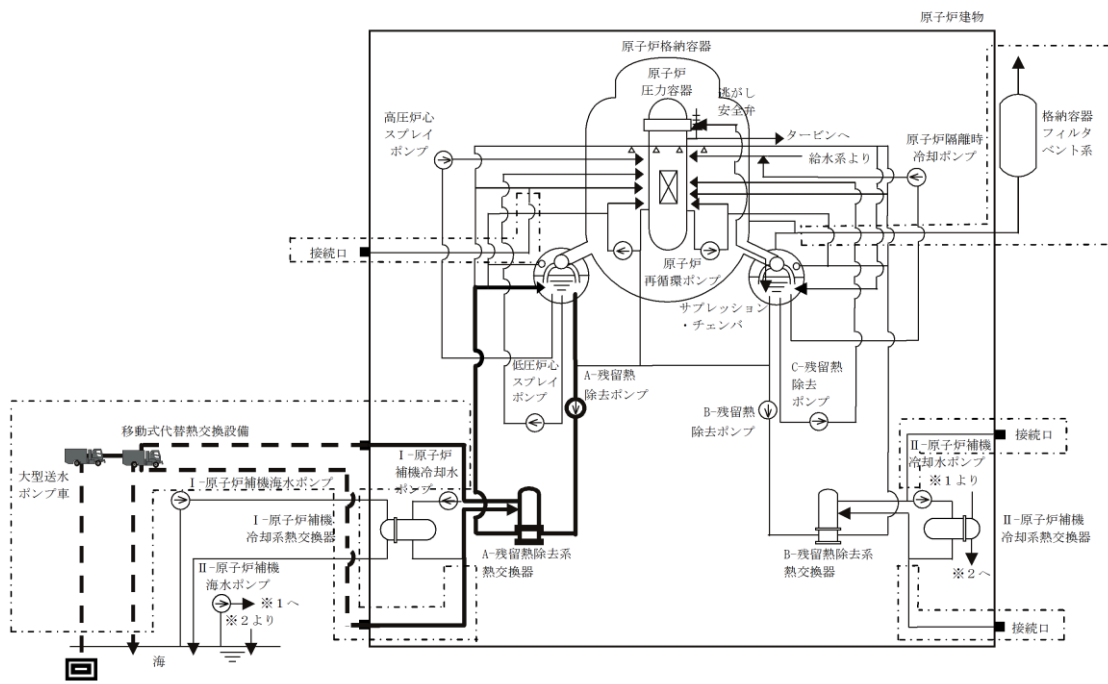 原子炉建物
原子炉格納容器
原子炉
圧力容器
逃がし
安全弁
高圧炉心
スプレイ
ポンプ
タービンへ
給水系より
原子炉隔離時
冷却ポンプ
格納容器
フィルタ
ベント系
接続口
原子炉
再循環ポンプ
サプレッション
・チェンバ
低圧炉心
スプレイ
ポンプ
A-残留熱
除去ポンプ
C-残留熱
除去
ポンプ
B-残留熱
除去ポンプ
移動式代替熱交換設備
大型送水
ポンプ車
Ⅰ-原子炉補機海水ポンプ
Ⅰ-原子炉
補機冷却水
ポンプ
Ⅰ-原子炉補機
冷却系熱交換器
Ⅱ-原子炉補機
海水ポンプ
※1へ
※2より
海
A-残留熱除去系
熱交換器
B-残留熱除去系
熱交換器
Ⅱ-原子炉補機
冷却水ポンプ
※1より
接続口
Ⅱ-原子炉補機
冷却系熱交換器
※2へ
接続口